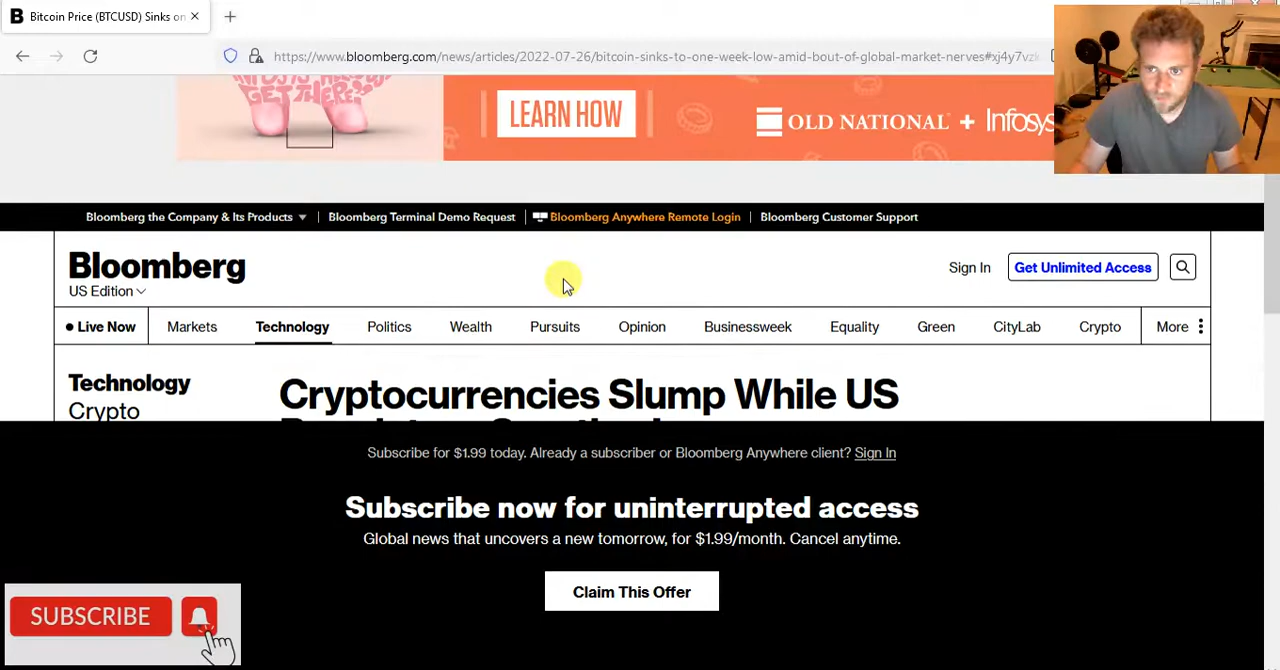 B Bitcoin Price (BTCUSD) Sinks on
https://www.bloomberg.com/news/articles/2022-07-26/bitcoin-sinks-to-one-week-low-amid-bout-of-global-market-nerves#xj4y7vz
GET THERE
LEARN HOW
OLD NATIONAL + Infosys
Bloomberg the Company & Its Products
Bloomberg Terminal Demo Request
Bloomberg Anywhere Remote Login
Bloomberg Customer Support
Bloomberg
US Edition
Sign In
Get Unlimited Access
Live Now
Markets
Technology
Politics
Wealth
Pursuits
Opinion
Businessweek
Equality
Green
CityLab
Crypto
More
Technology
Crypto
Cryptocurrencies Slump While US
Subscribe for $1.99 today. Already a subscriber or Bloomberg Anywhere client? Sign In
Subscribe now for uninterrupted access
Global news that uncovers a new tomorrow, for $1.99/month. Cancel anytime.
Claim This Offer
SUBSCRIBE